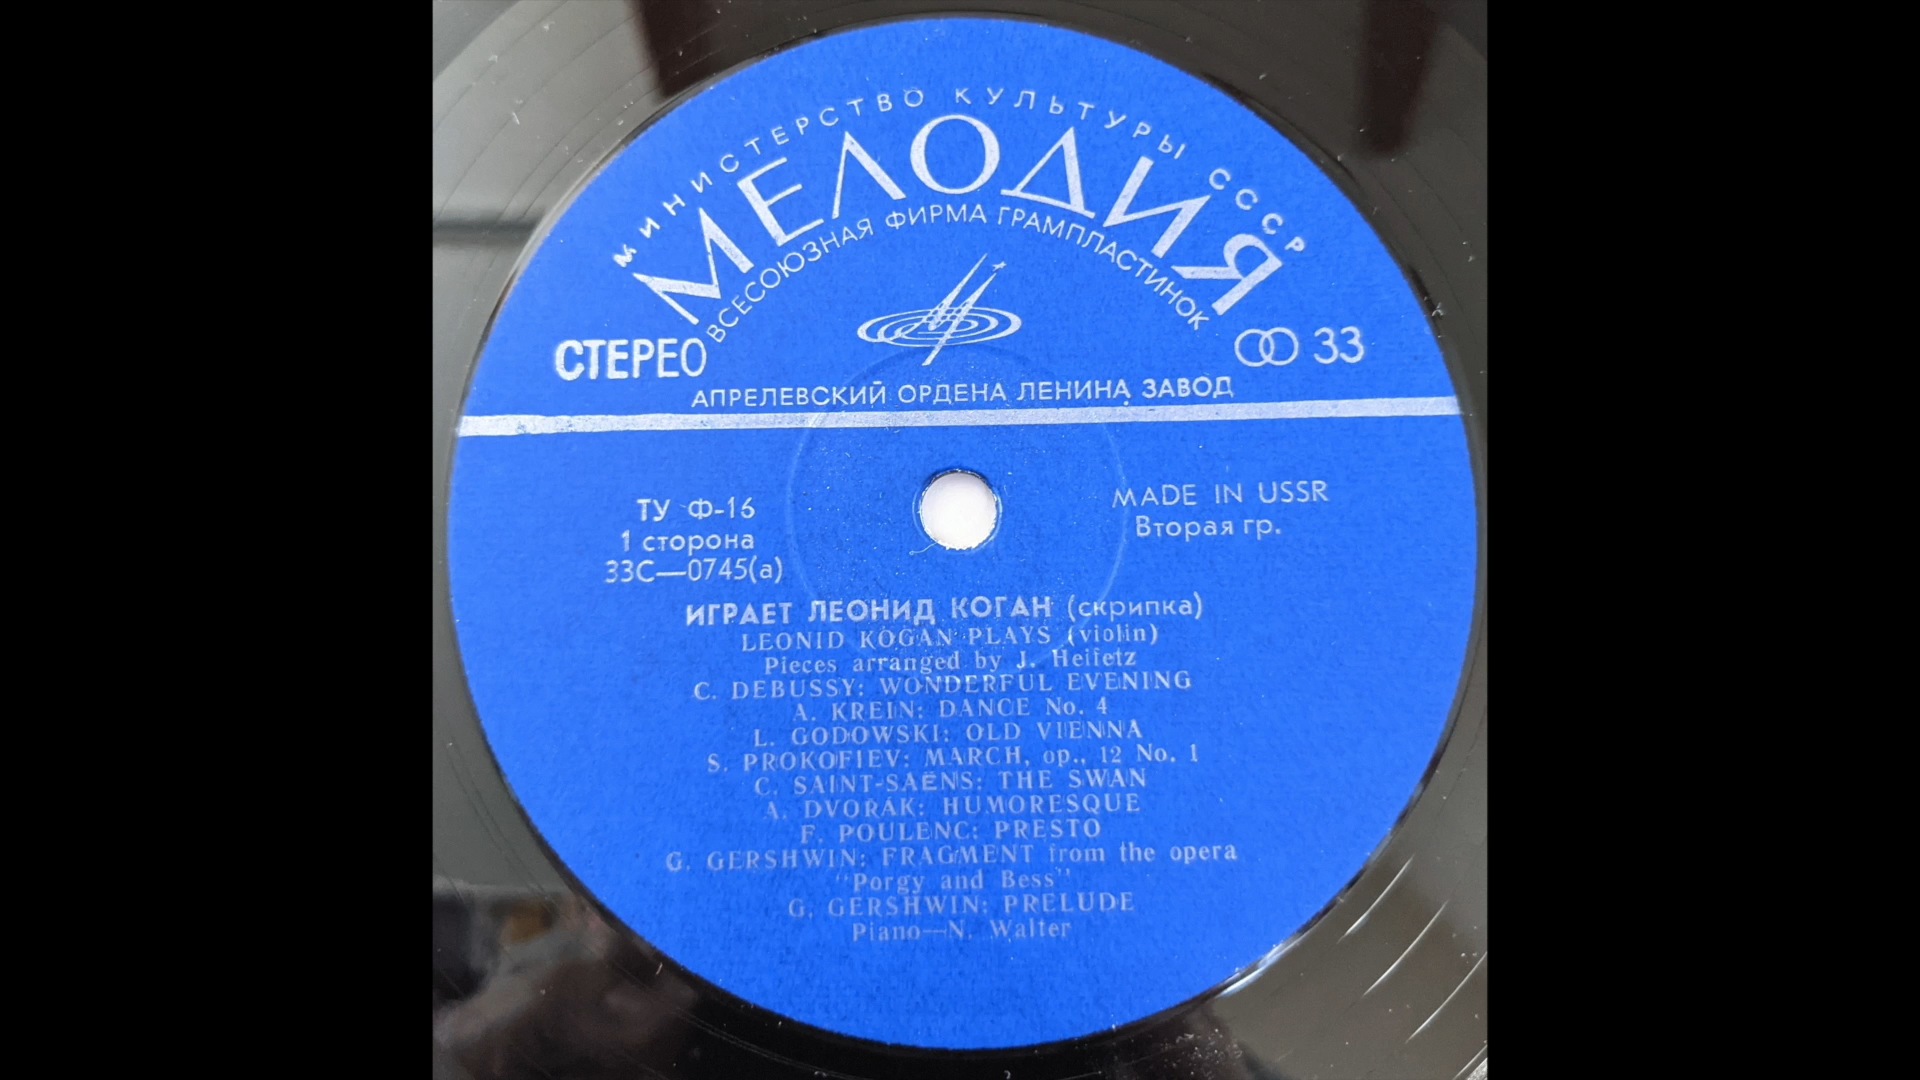 МИНИСТЕРСТВО КУЛЬТУРЫ СССР
МЕЛОДИЯ
ВСЕСОЮЗНАЯ ФИРМА ГРАМПЛАСТИНОК
СТЕРЕО
33
АПРЕЛЕВСКИЙ ОРДЕНА ЛЕНИНА ЗАВОД
ТУ Ф-16
1 сторона
33С—0745(а)
MADE IN USSR
Вторая гр.
ИГРАЕТ ЛЕОНИД КОГАН (скрипка)
LEONID KOGAN PLAYS (violin)
Pieces arranged by J. Heifetz
C. DEBUSSY: WONDERFUL EVENING
A. KREIN: DANCE No. 4
L. GODOWSKI: OLD VIENNA
S. PROKOFIEV: MARCH, op., 12 No. 1
C. SAINT-SAËNS: THE SWAN
A. DVORÁK: HUMORESQUE
F. POULENC: PRESTO
G. GERSHWIN: FRAGMENT from the opera
"Porgy and Bess"
G. GERSHWIN: PRELUDE
Piano—N. Walter